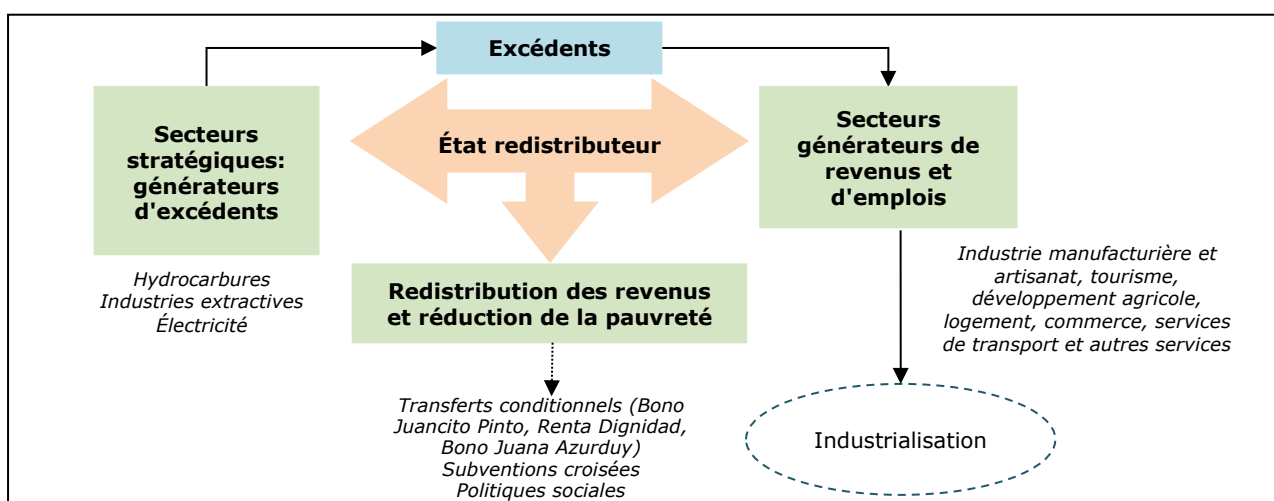 Excédents
Secteurs
stratégiques:
générateurs
d'excédents
État redistributeur
Secteurs
générateurs de
revenus et
d'emplois
Hydrocarbures
Industries extractives
Électricité
Redistribution des revenus
et réduction de la pauvreté
Industrie manufacturière et
artisanat, tourisme,
développement agricole,
logement, commerce, services
de transport et autres services
Transferts conditionnels (Bono
Juancito Pinto, Renta Dignidad,
Bono Juana Azurduy)
Subventions croisées
Politiques sociales
Industrialisation